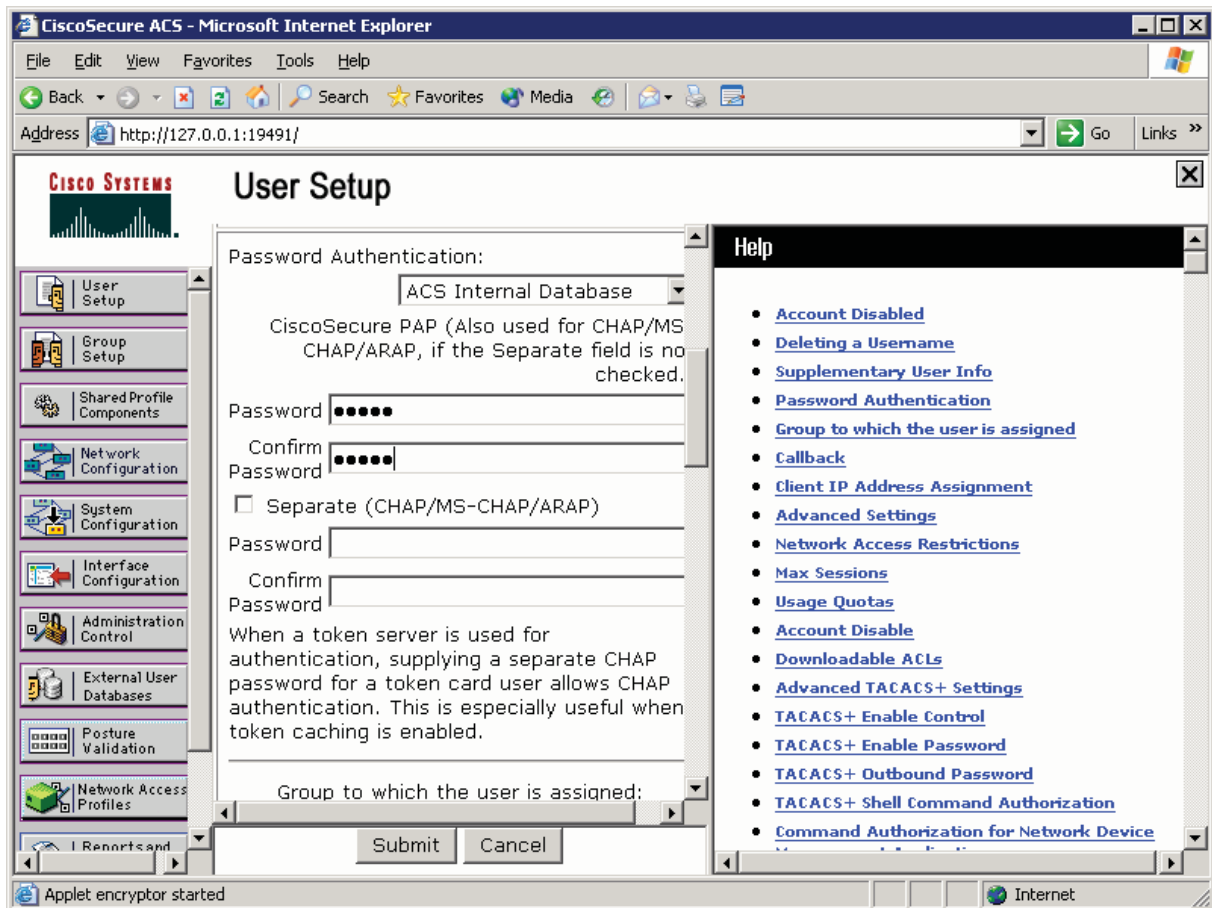 CiscoSecure ACS - Microsoft Internet Explorer
File Edit View Favorites Tools Help
Back Search Favorites Media
Address http://127.0.0.1:19491/ Go Links »
CISCO SYSTEMS
User Setup
User
Setup
Group
Setup
Shared Profile
Components
Network
Configuration
System
Configuration
Interface
Configuration
Administration
Control
External User
Databases
Posture
Validation
Network Access
Profiles
Reports and
Password Authentication:
ACS Internal Database
CiscoSecure PAP (Also used for CHAP/MS
CHAP/ARAP, if the Separate field is no
checked.
Password •••••
Confirm
Password •••••
Separate (CHAP/MS-CHAP/ARAP)
Password
Confirm
Password
When a token server is used for
authentication, supplying a separate CHAP
password for a token card user allows CHAP
authentication. This is especially useful when
token caching is enabled.
Group to which the user is assigned:
Submit Cancel
Help
• Account Disabled
• Deleting a Username
• Supplementary User Info
• Password Authentication
• Group to which the user is assigned
• Callback
• Client IP Address Assignment
• Advanced Settings
• Network Access Restrictions
• Max Sessions
• Usage Quotas
• Account Disable
• Downloadable ACLs
• Advanced TACACS+ Settings
• TACACS+ Enable Control
• TACACS+ Enable Password
• TACACS+ Outbound Password
• TACACS+ Shell Command Authorization
• Command Authorization for Network Device
Applet encryptor started Internet